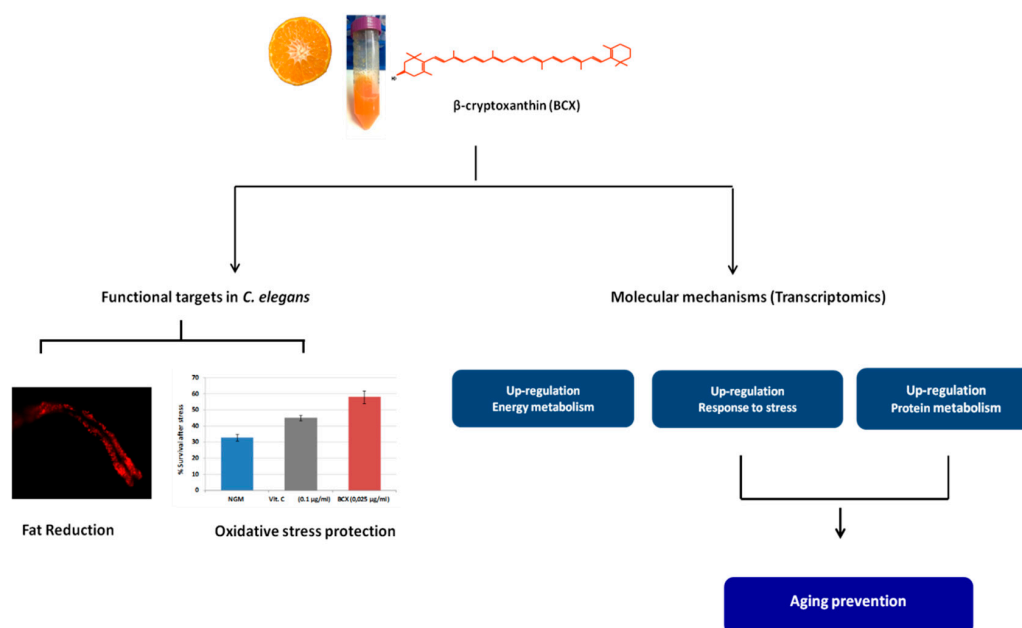 HO
β-cryptoxanthin (BCX)
Functional targets in C. elegans
Molecular mechanisms (Transcriptomics)
70
60
50
40
30
20
10
0
% Survival after stress
NGM
Vit. C (0.1 µg/ml)
BCX (0,025 µg/ml)
Up-regulation
Energy metabolism
Up-regulation
Response to stress
Up-regulation
Protein metabolism
Fat Reduction
Oxidative stress protection
Aging prevention